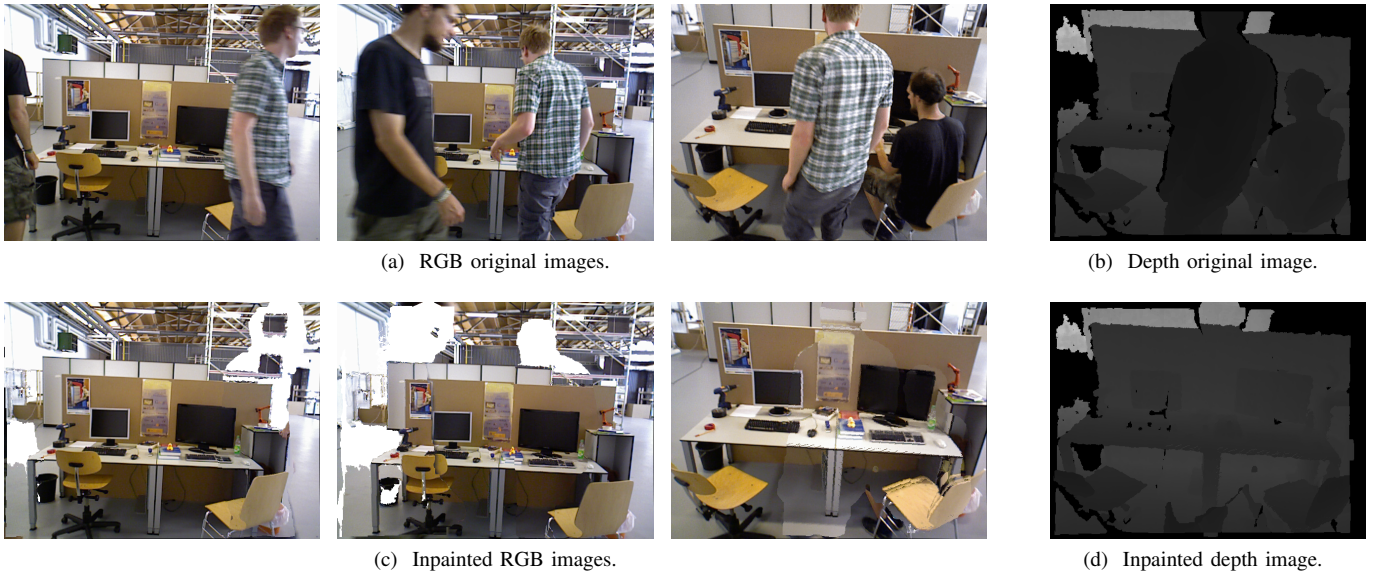 (a) RGB original images.
(b) Depth original image.
(c) Inpainted RGB images.
(d) Inpainted depth image.